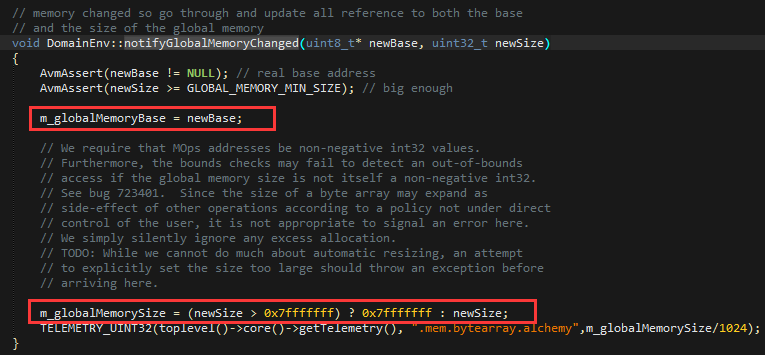 // memory changed so go through and update all reference to both the base
// and the size of the global memory
void DomainEnv::notifyGlobalMemoryChanged(uint8_t* newBase, uint32_t newSize)
{
    AvmAssert(newBase != NULL); // real base address
    AvmAssert(newSize >= GLOBAL_MEMORY_MIN_SIZE); // big enough
    m_globalMemoryBase = newBase;
    // We require that MOps addresses be non-negative int32 values.
    // Furthermore, the bounds checks may fail to detect an out-of-bounds
    // access if the global memory size is not itself a non-negative int32.
    // See bug 723401.  Since the size of a byte array may expand as
    // side-effect of other operations according to a policy not under direct
    // control of the user, it is not appropriate to signal an error here.
    // We simply silently ignore any excess allocation.
    // TODO: While we cannot do much about automatic resizing, an attempt
    // to explicitly set the size too large should throw an exception before
    // arriving here.
    m_globalMemorySize = (newSize > 0x7fffffff) ? 0x7fffffff : newSize;
    TELEMETRY_UINT32(toplevel()->core()->getTelemetry(), ".mem.bytearray.alchemy",m_globalMemorySize/1024);
}